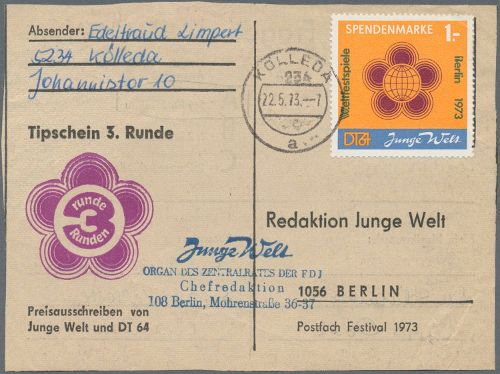 Absender: Edeltraud Limpert
5234 Kölleda
Johannistor 10
Tipschein 3. Runde
runde
3
Runden
Preisausschreiben von
Junge Welt und DT 64
KÖLLEDA
22.5.73.-7
a
SPENDENMARKE 1.-
Weltfestspiele
Berlin 1973
DT64 Junge Welt
Redaktion Junge Welt
Junge Welt
ORGAN DES ZENTRALRATES DER FDJ
Chefredaktion
108 Berlin, Mohrenstraße 36-37
1056 BERLIN
Postfach Festival 1973